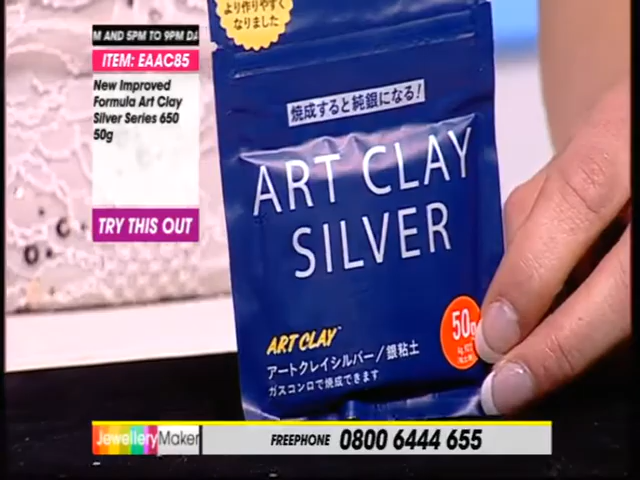 M AND 5PM TO 9PM DA
ITEM: EAAC85
New Improved
Formula Art Clay
Silver Series 650
50g
TRY THIS OUT
より作りやすく
なりました
焼成すると純銀になる!
ART CLAY
SILVER
50g
ART CLAY
アートクレイシルバー/銀粘土
ガスコンロで焼成できます
JewelleryMaker
FREEPHONE 0800 6444 655